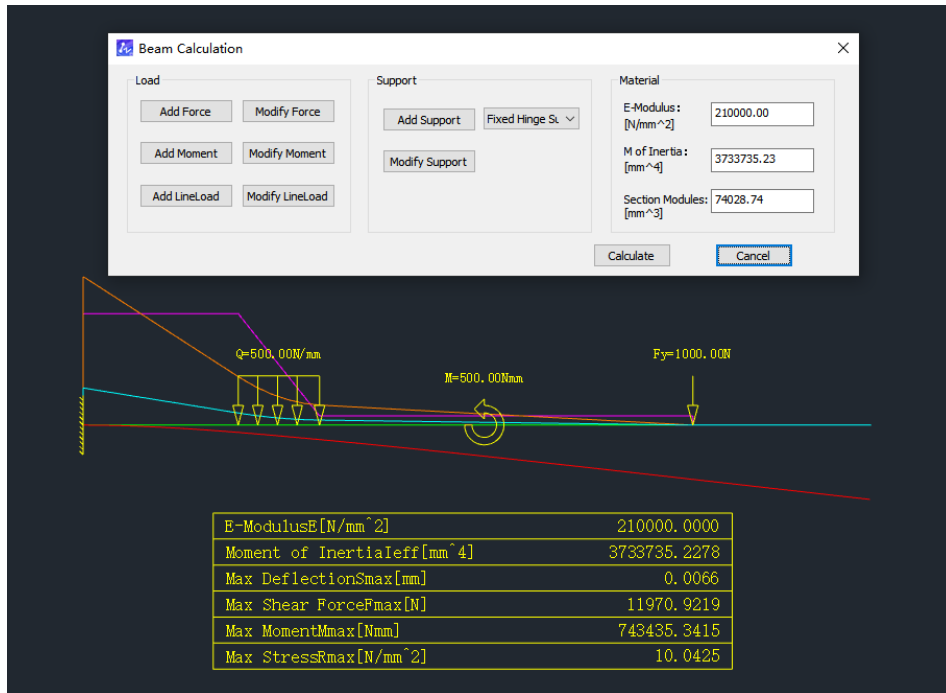 Beam Calculation
Load
Support
Material
Add Force
Modify Force
Add Support
Fixed Hinge Su
E-Modulus:
[N/mm^2]
210000.00
Add Moment
Modify Moment
Modify Support
M of Inertia:
[mm^4]
3733735.23
Add LineLoad
Modify LineLoad
Section Modules:
[mm^3]
74028.74
Calculate
Cancel
Q=500.00N/mm
Fy=1000.00N
M=500.00Nmm
E-ModulusE[N/mm^2] 210000.0000
Moment of InertiaIeff[mm^4] 3733735.2278
Max DeflectionSmax[mm] 0.0066
Max Shear ForceFmax[N] 11970.9219
Max MomentMmax[Nmm] 743435.3415
Max StressRmax[N/mm^2] 10.0425